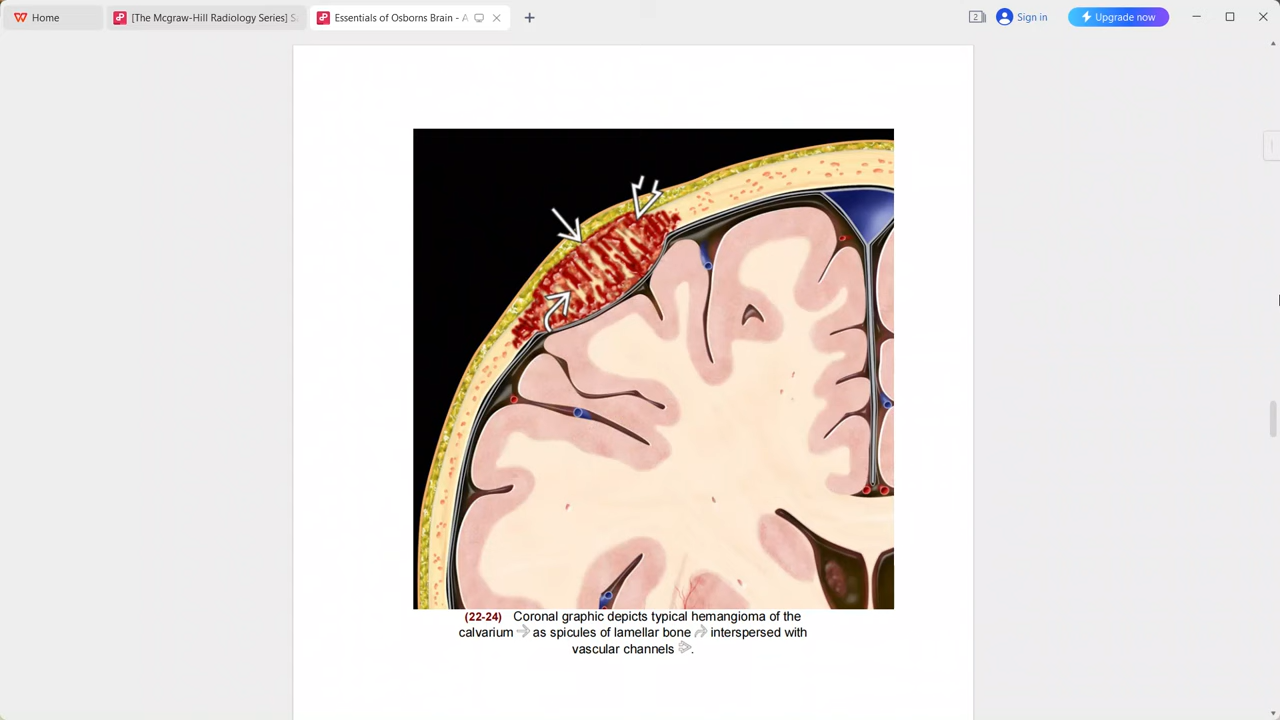 Home
[The Mcgraw-Hill Radiology Series] S
Essentials of Osborns Brain - A
2
Sign in
Upgrade now
(22-24) Coronal graphic depicts typical hemangioma of the
calvarium as spicules of lamellar bone interspersed with
vascular channels .